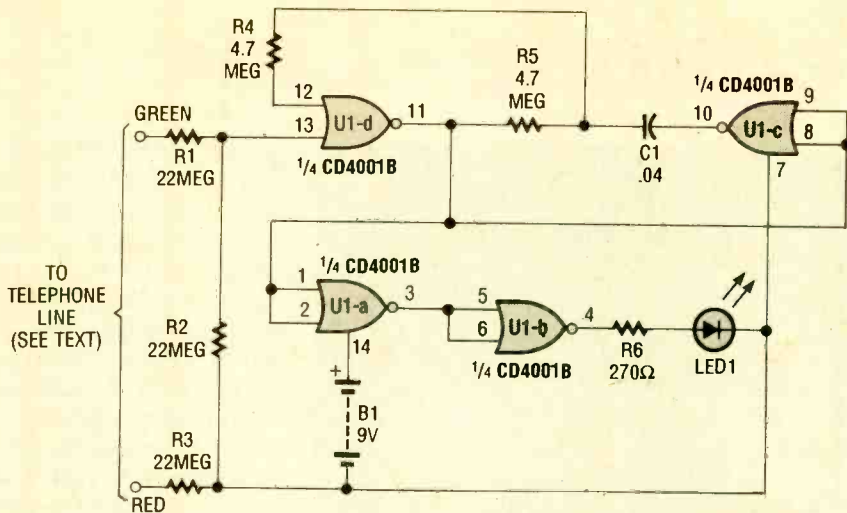 R4
4.7
MEG
12
13
U1-d
11
1/4 CD4001B
GREEN
R1
22MEG
R5
4.7
MEG
C1
.04
1/4 CD4001B
10
U1-c
9
8
7
TO
TELEPHONE
LINE
(SEE TEXT)
R2
22MEG
1/4 CD4001B
1
2
U1-a
3
14
+
B1
9V
5
6
U1-b
4
1/4 CD4001B
R6
270Ω
LED1
R3
22MEG
RED